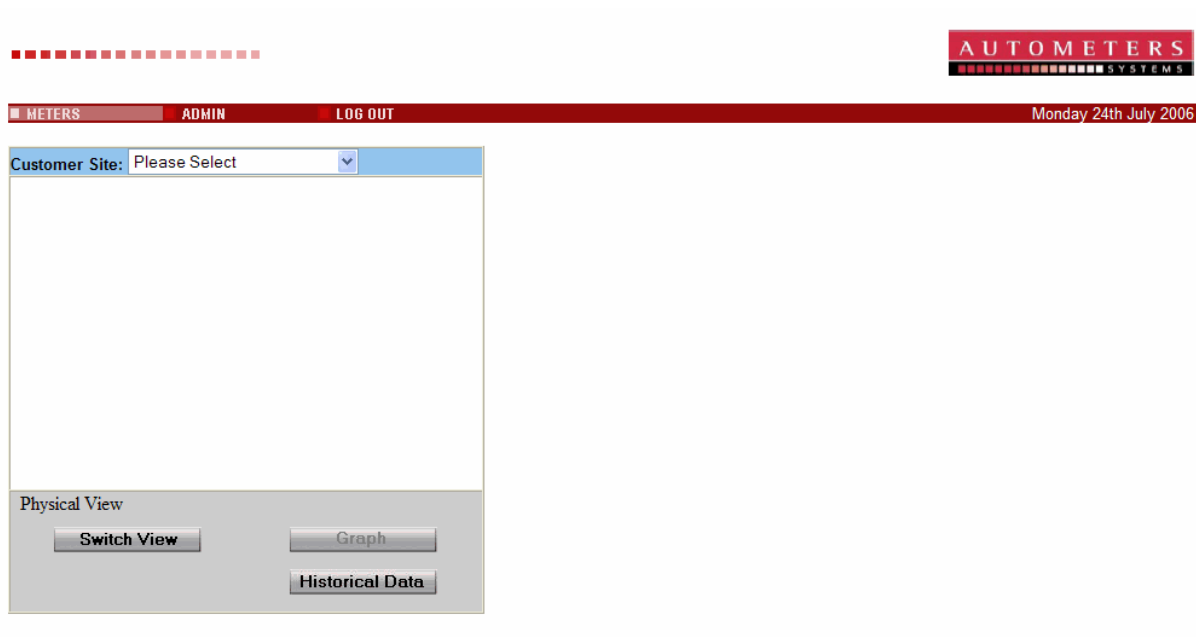 AUTOMETERS
SYSTEMS
METERS ADMIN LOG OUT Monday 24th July 2006
Customer Site: Please Select
Physical View
Switch View Graph
Historical Data